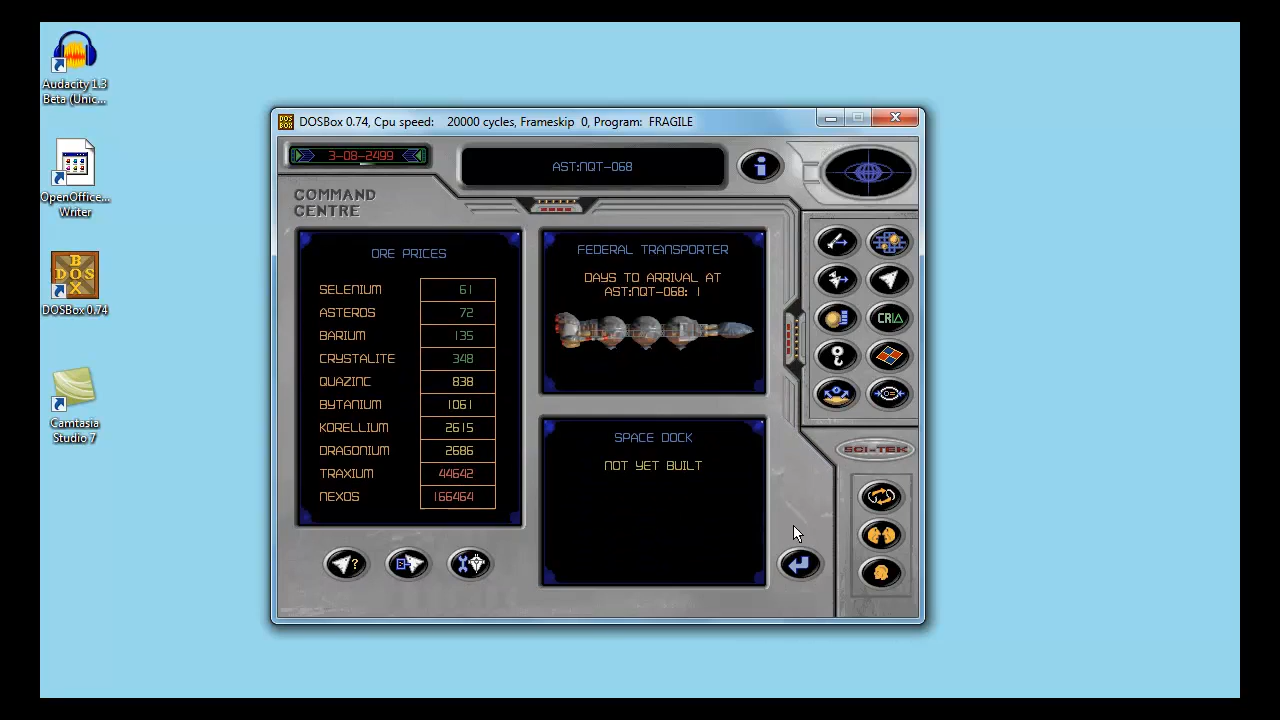 Audacity 1.3
Beta (Unic...
OpenOffice...
Writer
DOSBox 0.74
Camtasia
Studio 7
DOSBox 0.74, Cpu speed: 20000 cycles, Frameskip 0, Program: FRAGILE
3-08-2499
AST:NQT-068
COMMAND
CENTRE
ORE PRICES
SELENIUM 61
ASTEROS 72
BARIUM 135
CRYSTALITE 348
QUAZINC 838
BYTANIUM 1061
KORELLIUM 2615
DRAGONIUM 2686
TRAXIUM 44642
NEXOS 166464
FEDERAL TRANSPORTER
DAYS TO ARRIVAL AT
AST:NQT-068: 1
SPACE DOCK
NOT YET BUILT
CRIA
SCI-TEK